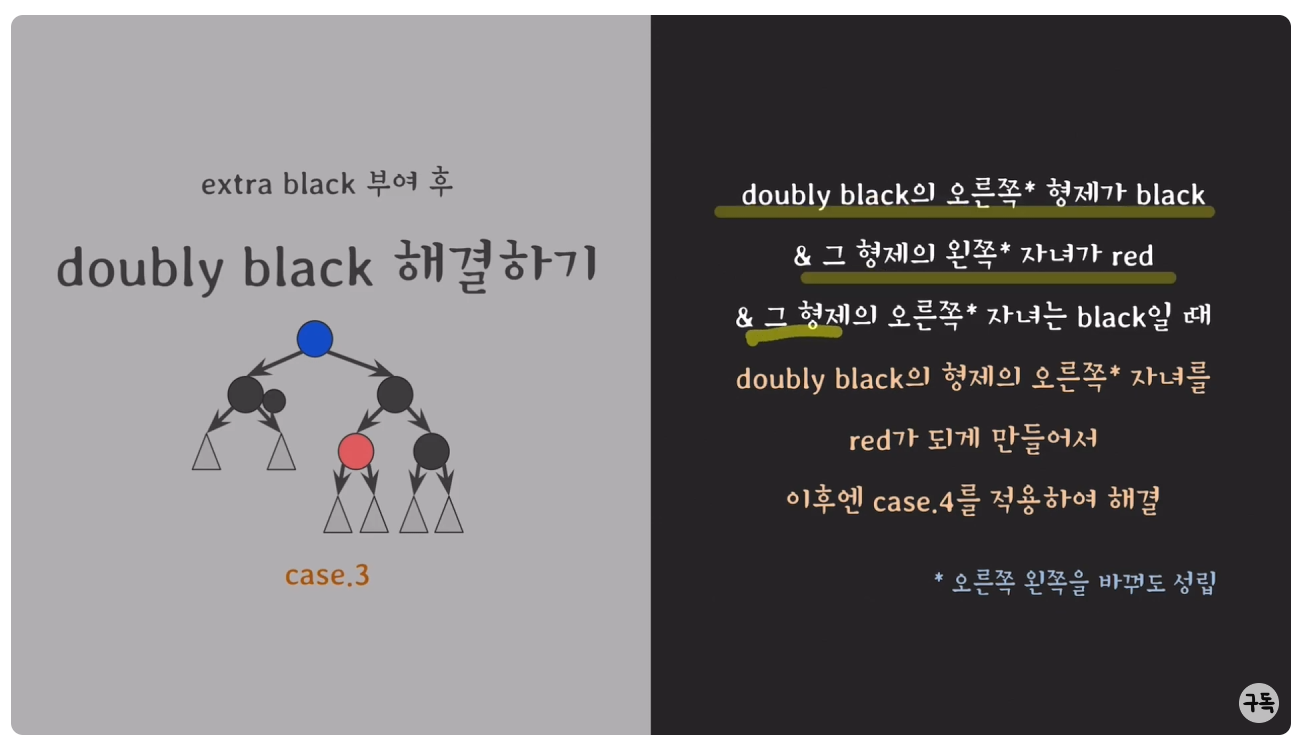 extra black 부여 후
doubly black 해결하기
case.3
doubly black의 오른쪽* 형제가 black
& 그 형제의 왼쪽* 자녀가 red
& 그 형제의 오른쪽* 자녀는 black일 때
doubly black의 형제의 오른쪽* 자녀를
red가 되게 만들어서
이후엔 case.4를 적용하여 해결
* 오른쪽 왼쪽을 바꿔도 성립
구독